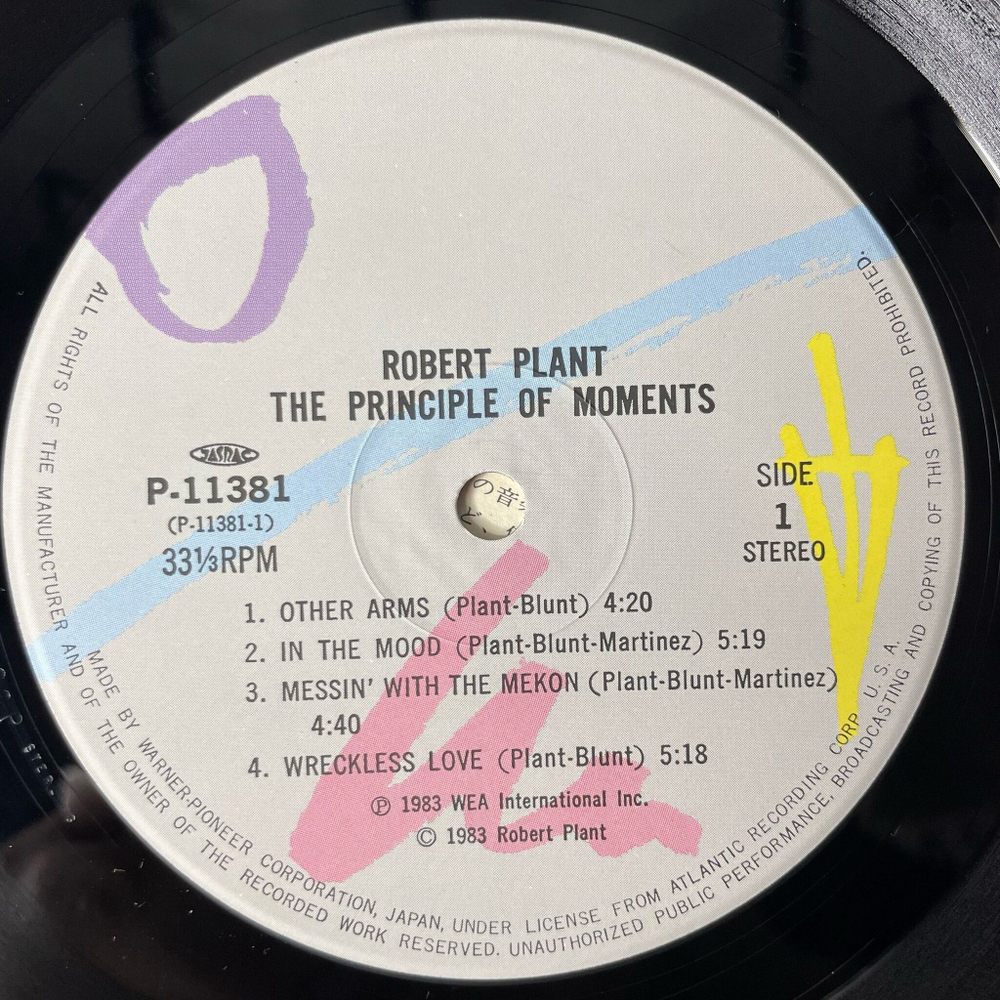 ROBERT PLANT
THE PRINCIPLE OF MOMENTS
JASRAC
P-11381
(P-11381-1)
33⅓RPM
SIDE
1
STEREO
の音
ど、
1. OTHER ARMS (Plant-Blunt) 4:20
2. IN THE MOOD (Plant-Blunt-Martinez) 5:19
3. MESSIN' WITH THE MEKON (Plant-Blunt-Martinez)
4:40
4. WRECKLESS LOVE (Plant-Blunt) 5:18
Ⓟ 1983 WEA International Inc.
© 1983 Robert Plant
MADE BY WARNER-PIONEER CORPORATION, JAPAN, UNDER LICENSE FROM ATLANTIC RECORDING CORP U. S. A.
ALL RIGHTS OF THE MANUFACTURER AND OF THE OWNER OF THE RECORDED WORK RESERVED. UNAUTHORIZED PUBLIC PERFORMANCE, BROADCASTING AND COPYING OF THIS RECORD PROHIBITED.